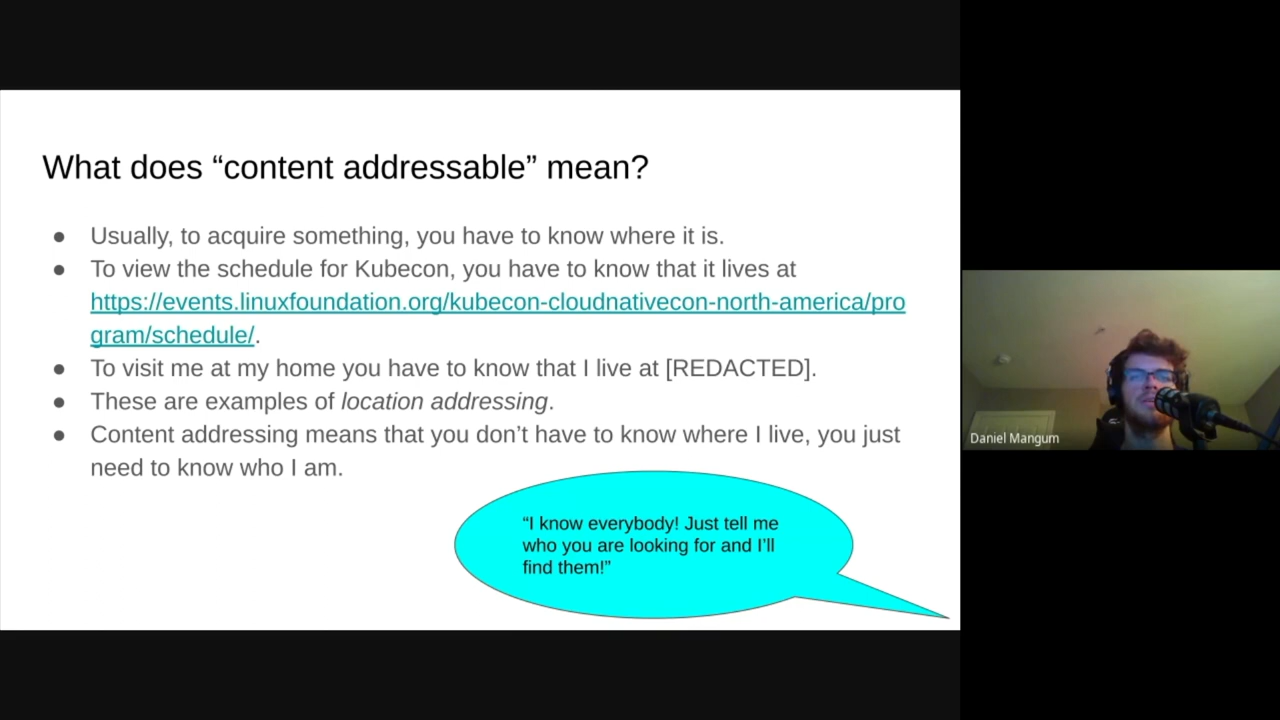 What does “content addressable” mean?
● Usually, to acquire something, you have to know where it is.
● To view the schedule for Kubecon, you have to know that it lives at
https://events.linuxfoundation.org/kubecon-cloudnativecon-north-america/pro
gram/schedule/.
● To visit me at my home you have to know that I live at [REDACTED].
● These are examples of location addressing.
● Content addressing means that you don’t have to know where I live, you just
need to know who I am.
“I know everybody! Just tell me
who you are looking for and I’ll
find them!”
Daniel Mangum